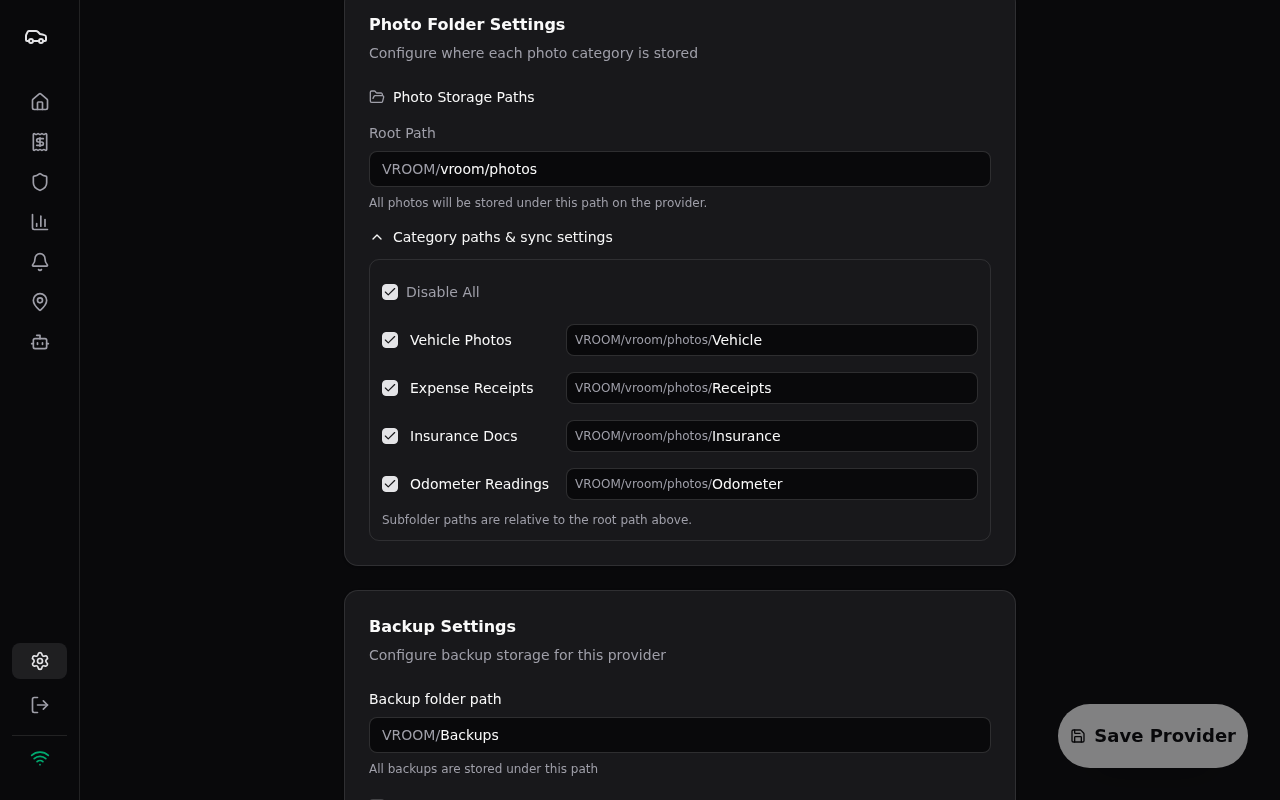 Photo Folder Settings
Configure where each photo category is stored
Photo Storage Paths
Root Path
VROOM/vroom/photos
All photos will be stored under this path on the provider.
Category paths & sync settings
Disable All
Vehicle Photos VROOM/vroom/photos/Vehicle
Expense Receipts VROOM/vroom/photos/Receipts
Insurance Docs VROOM/vroom/photos/Insurance
Odometer Readings VROOM/vroom/photos/Odometer
Subfolder paths are relative to the root path above.
Backup Settings
Configure backup storage for this provider
Backup folder path
VROOM/Backups
All backups are stored under this path
Save Provider